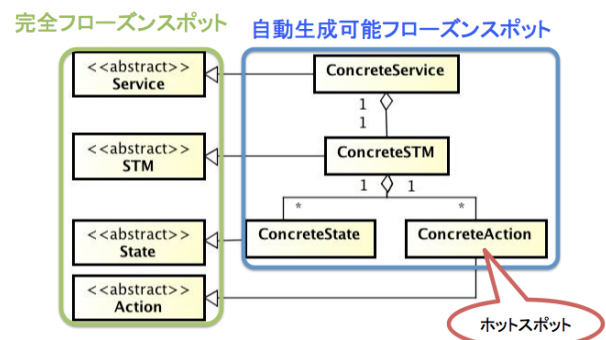 完全フローズンスポット
自動生成可能フローズンスポット
<<abstract>>
Service
ConcreteService
1
1
<<abstract>>
STM
ConcreteSTM
1 1
* *
<<abstract>>
State
ConcreteState
ConcreteAction
<<abstract>>
Action
ホットスポット